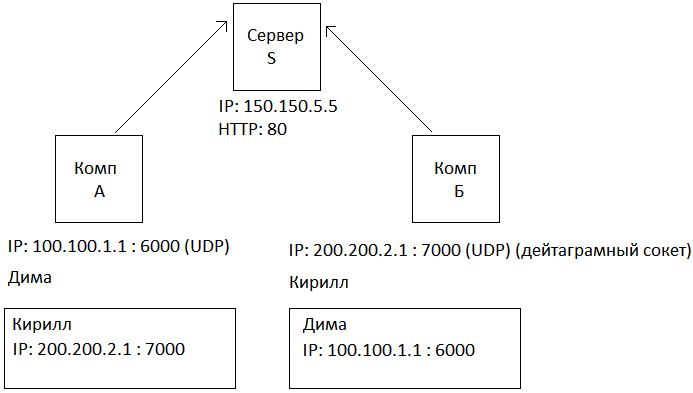 Сервер
S
IP: 150.150.5.5
HTTP: 80
Комп
А
Комп
Б
IP: 100.100.1.1 : 6000 (UDP)
Дима
IP: 200.200.2.1 : 7000 (UDP) (дейтаграмный сокет)
Кирилл
Кирилл
IP: 200.200.2.1 : 7000
Дима
IP: 100.100.1.1 : 6000